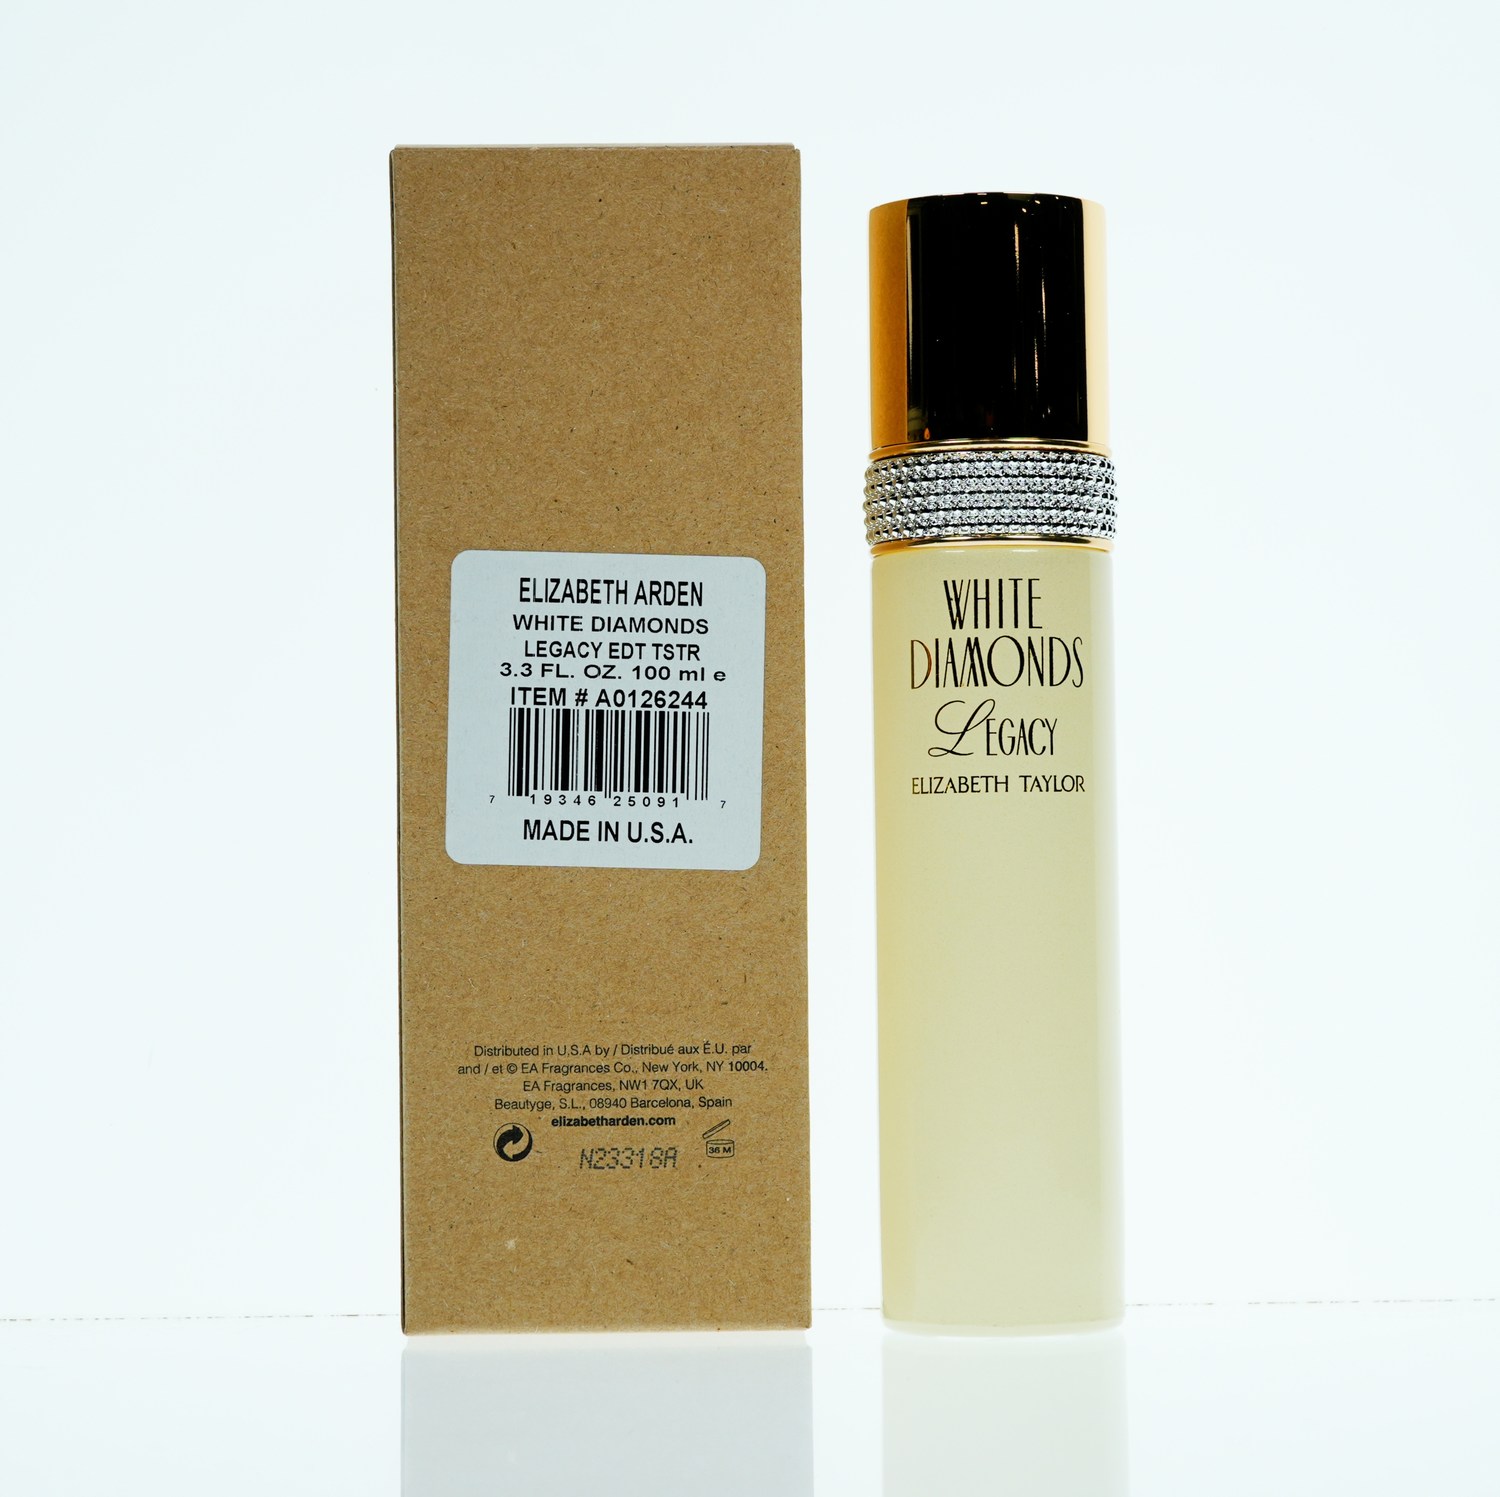 ELIZABETH ARDEN
WHITE DIAMONDS
LEGACY EDT TSTR
3.3 FL. OZ. 100 ml e
ITEM # A0126244
7 19346 25091 7
MADE IN U.S.A.
Distributed in U.S.A by / Distribué aux É.U. par
and / et © EA Fragrances Co., New York, NY 10004.
EA Fragrances, NW1 7QX, UK
Beautyge, S.L., 08940 Barcelona, Spain
elizabetharden.com
N23318A
36 M
WHITE
DIAMONDS
LEGACY
ELIZABETH TAYLOR